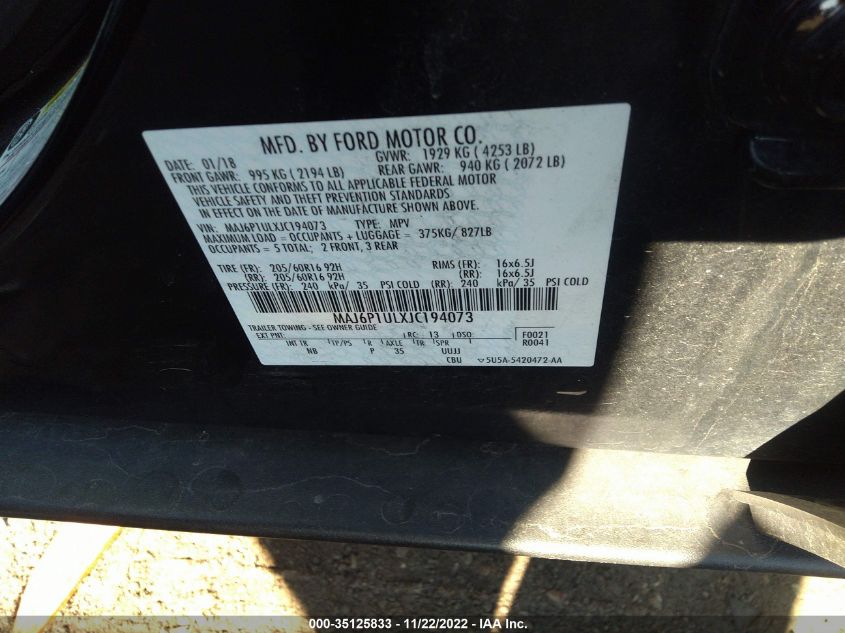 MFD. BY FORD MOTOR CO.
DATE: 01/18 GVWR: 1929 KG ( 4253 LB)
FRONT GAWR: 995 KG ( 2194 LB) REAR GAWR: 940 KG ( 2072 LB)
THIS VEHICLE CONFORMS TO ALL APPLICABLE FEDERAL MOTOR
VEHICLE SAFETY AND THEFT PREVENTION STANDARDS
IN EFFECT ON THE DATE OF MANUFACTURE SHOWN ABOVE.
VIN: MAJ6P1ULXJC194073 TYPE: MPV
MAXIMUM LOAD = OCCUPANTS + LUGGAGE = 375KG/ 827LB
OCCUPANTS = 5 TOTAL; 2 FRONT, 3 REAR
TIRE (FR): 205/60R16 92H RIMS (FR): 16x6.5J
(RR): 205/60R16 92H (RR): 16x6.5J
PRESSURE (FR): 240 kPa/ 35 PSI COLD (RR): 240 kPa/ 35 PSI COLD
MAJ6P1ULXJC194073
TRAILER TOWING - SEE OWNER GUIDE
EXT PNT: RC: 13 DSO: F0021
R0041
INT TR TP/PS R AXLE TR SPR
NB P 35 UUJJ
CBU 5U5A-5420472-AA
000-35125833 - 11/22/2022 - IAA Inc.